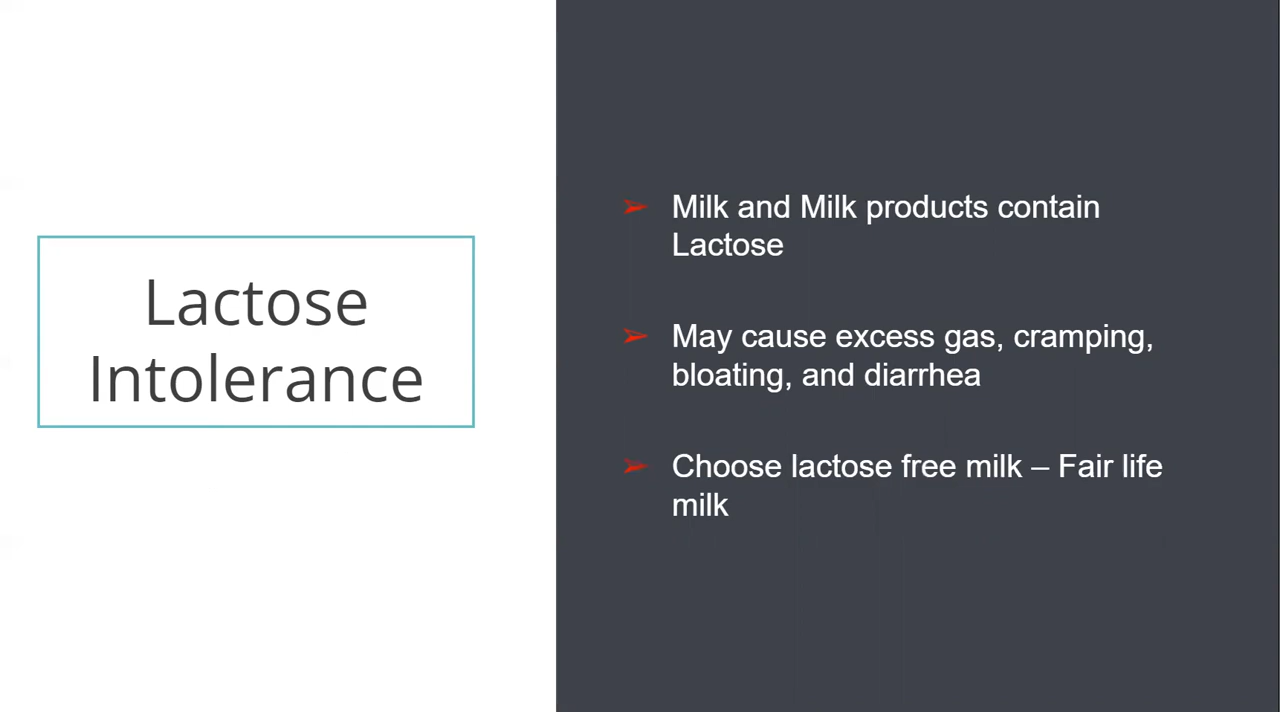 Lactose
Intolerance
➢ Milk and Milk products contain
Lactose
➢ May cause excess gas, cramping,
bloating, and diarrhea
➢ Choose lactose free milk – Fair life
milk